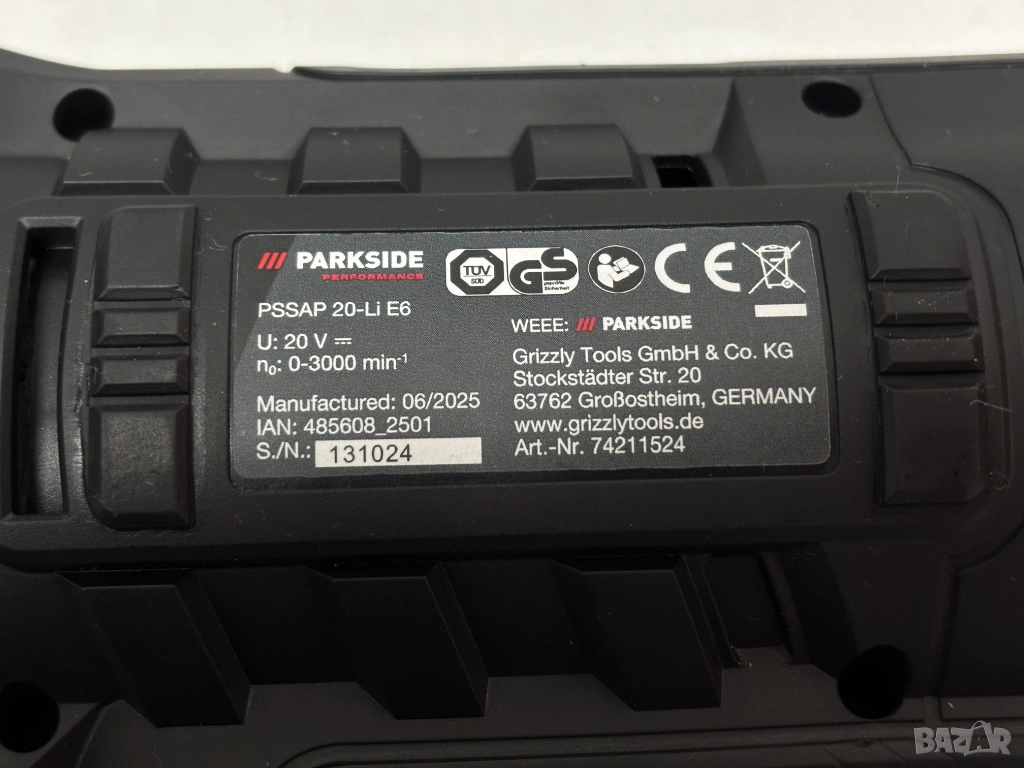 PARKSIDE
PERFORMANCE
PSSAP 20-Li E6
U: 20 V ⎓
n₀: 0-3000 min⁻¹
Manufactured: 06/2025
IAN: 485608_2501
S./N.: 131024
TÜV
SÜD
GS
geprüfte
Sicherheit
CE
WEEE: PARKSIDE
Grizzly Tools GmbH & Co. KG
Stockstädter Str. 20
63762 Großostheim, GERMANY
www.grizzlytools.de
Art.-Nr. 74211524
BAZAR